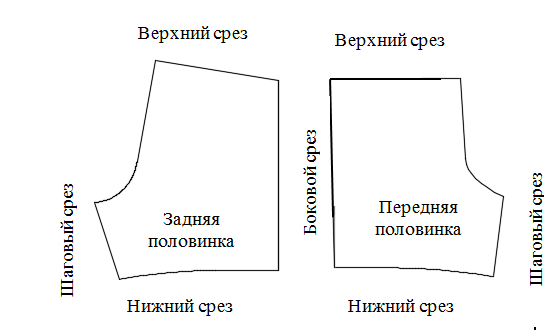 Верхний срез
Верхний срез
Шаговый срез
Задняя
половинка
Боковой срез
Передняя
половинка
Шаговый срез
Нижний срез
Нижний срез